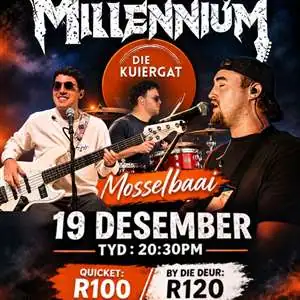 MILLENNIUM
DIE
KUIERGAT
Mosselbaai
19 DESEMBER
TYD : 20:30PM
QUICKET: BY DIE DEUR:
R100 / R120